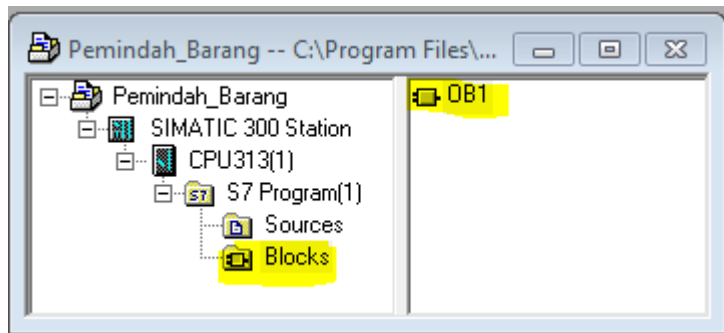 Pemindah_Barang -- C:\Program Files\...
Pemindah_Barang
SIMATIC 300 Station
CPU313(1)
S7 Program(1)
Sources
Blocks
OB1